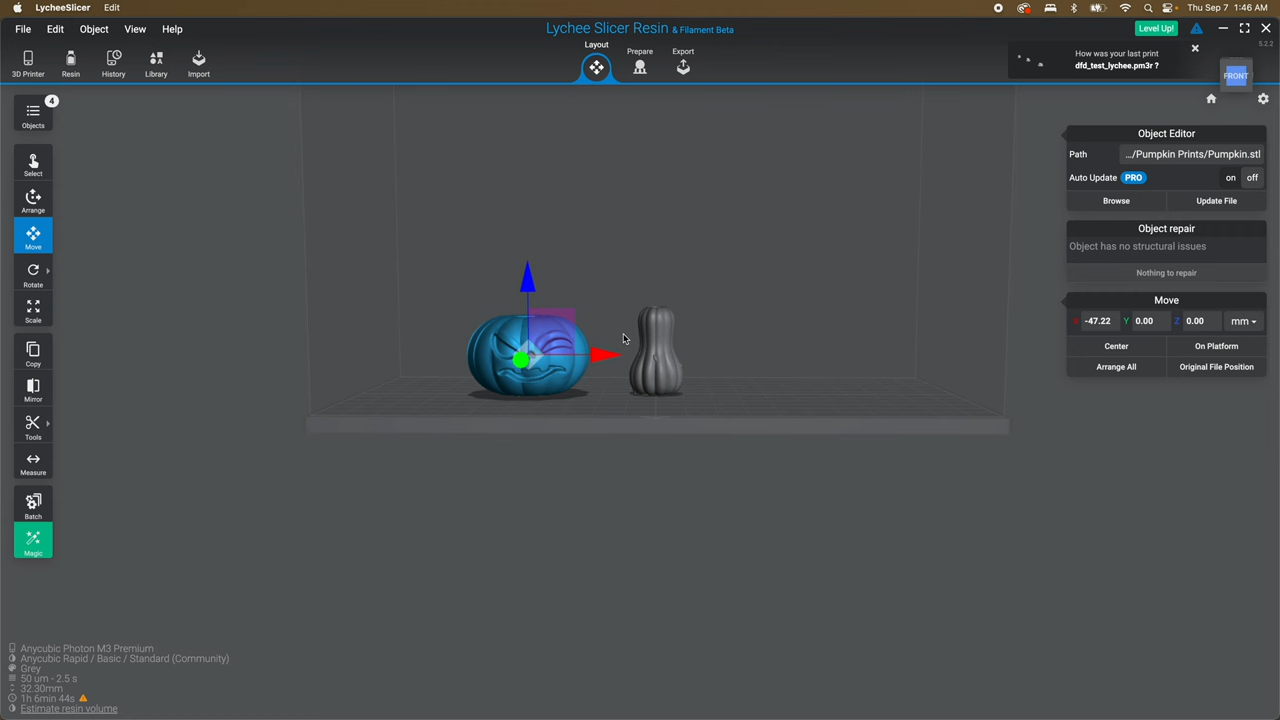 LycheeSlicer Edit
Thu Sep 7 1:46 AM
File Edit Object View Help
Lychee Slicer Resin & Filament Beta
Level Up!
5.2.2
3D Printer Resin History Library Import
Layout Prepare Export
How was your last print
dfd_test_lychee.pm3r ?
FRONT
4
Objects
Select
Arrange
Move
Rotate
Scale
Copy
Mirror
Tools
Measure
Batch
Magic
Object Editor
Path .../Pumpkin Prints/Pumpkin.stl
Auto Update PRO on off
Browse Update File
Object repair
Object has no structural issues
Nothing to repair
Move
X -47.22 Y 0.00 Z 0.00 mm
Center On Platform
Arrange All Original File Position
Anycubic Photon M3 Premium
Anycubic Rapid / Basic / Standard (Community)
Grey
50 um - 2.5 s
32.30mm
1h 6min 44s
Estimate resin volume